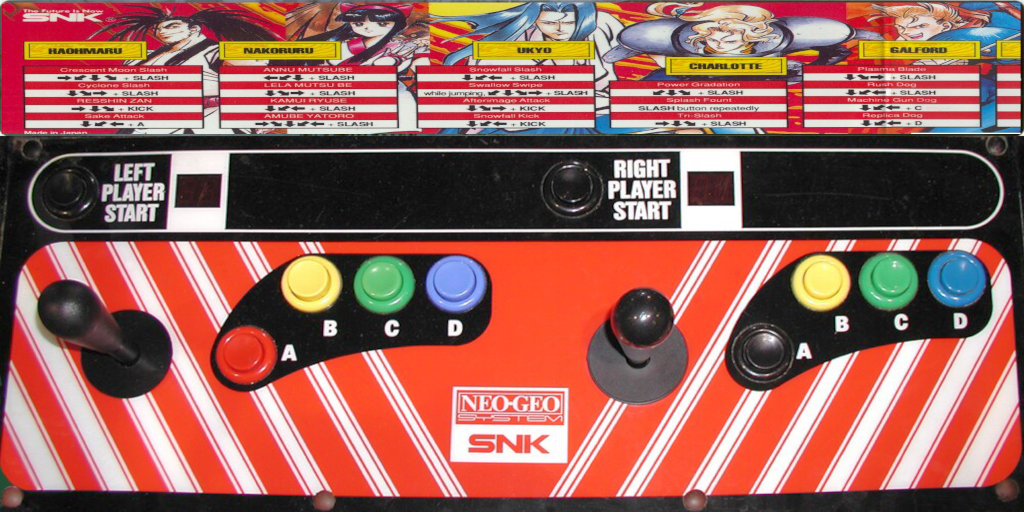 The Future Is Now
SNK®
HAOHMARU
Crescent Moon Slash
→↙↓↘ + SLASH
Cyclone Slash
+ SLASH
RESSHIN ZAN
+ KICK
Sake Attack
+ A
Made in Japan
NAKORURU
ANNU MUTSUBE
+ SLASH
LELA MUTSU BE
+ SLASH
KAMUI RYUSE
+ SLASH
AMUBE YATORO
+ SLASH
UKYO
Snowfall Slash
+ SLASH
Swallow Swipe
while jumping, + SLASH
Afterimage Attack
+ KICK
Snowfall Kick
+ KICK
CHARLOTTE
Power Gradation
+ SLASH
Splash Fount
SLASH button repeatedly
Tri-Slash
+ SLASH
GALFORD
Plasma Blade
+ SLASH
Rush Dog
+ A
Machine Gun Dog
+ C
Replica Dog
+ D
LEFT
PLAYER
START
RIGHT
PLAYER
START
A
B
C
D
A
B
C
D
NEO•GEO
SYSTEM
SNK